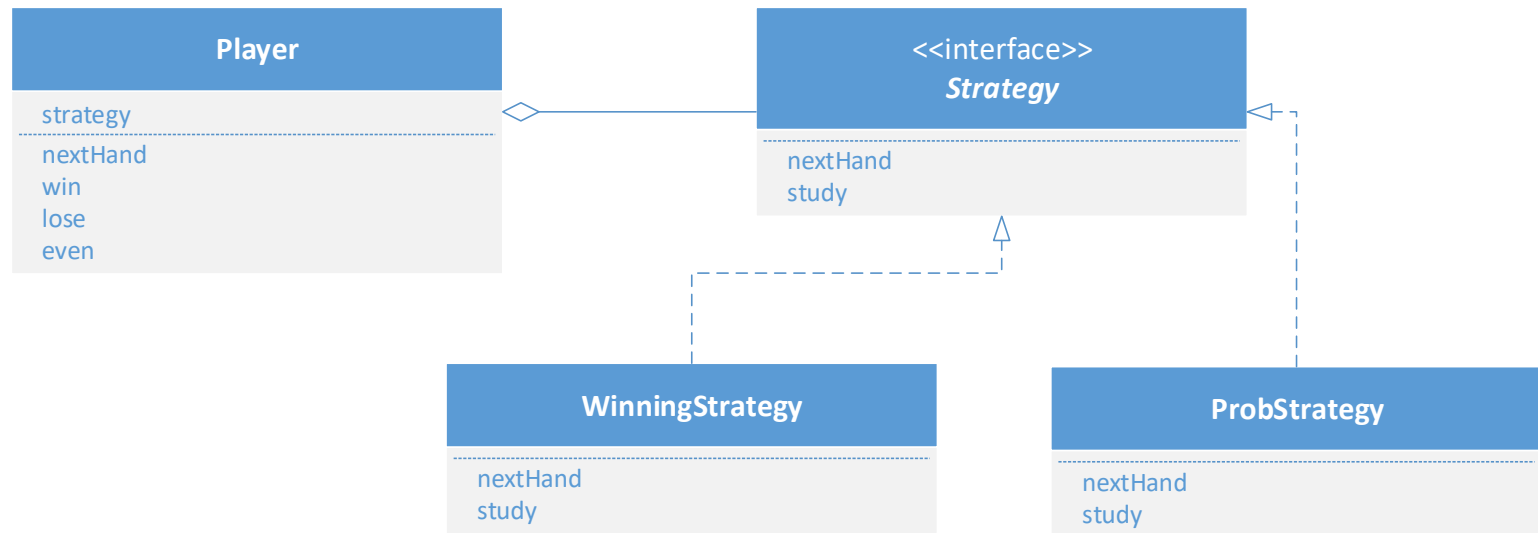 Player
strategy
nextHand
win
lose
even
<<interface>>
Strategy
nextHand
study
WinningStrategy
nextHand
study
ProbStrategy
nextHand
study